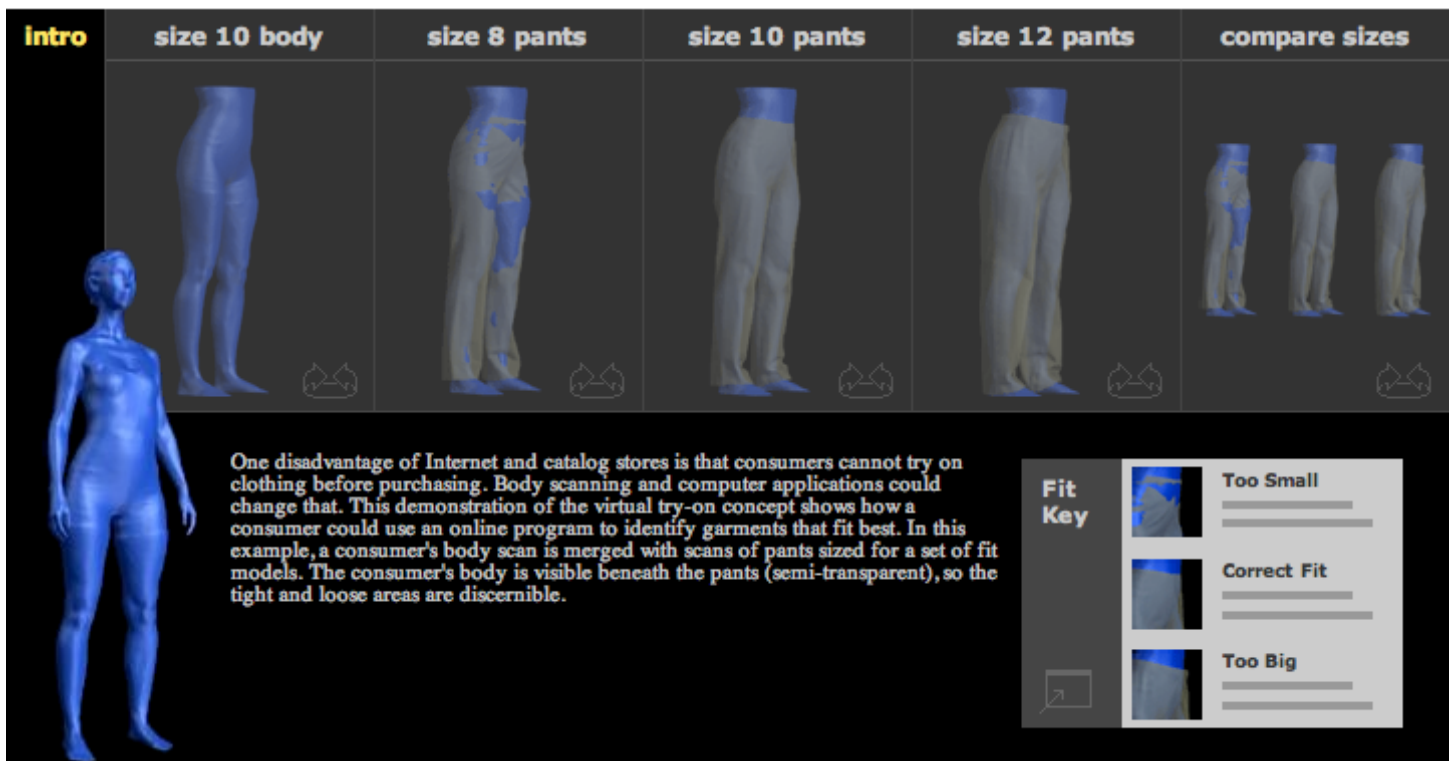 intro
size 10 body
size 8 pants
size 10 pants
size 12 pants
compare sizes
One disadvantage of Internet and catalog stores is that consumers cannot try on
clothing before purchasing. Body scanning and computer applications could
change that. This demonstration of the virtual try-on concept shows how a
consumer could use an online program to identify garments that fit best. In this
example, a consumer's body scan is merged with scans of pants sized for a set of fit
models. The consumer's body is visible beneath the pants (semi-transparent), so the
tight and loose areas are discernible.
Fit
Key
Too Small
Correct Fit
Too Big